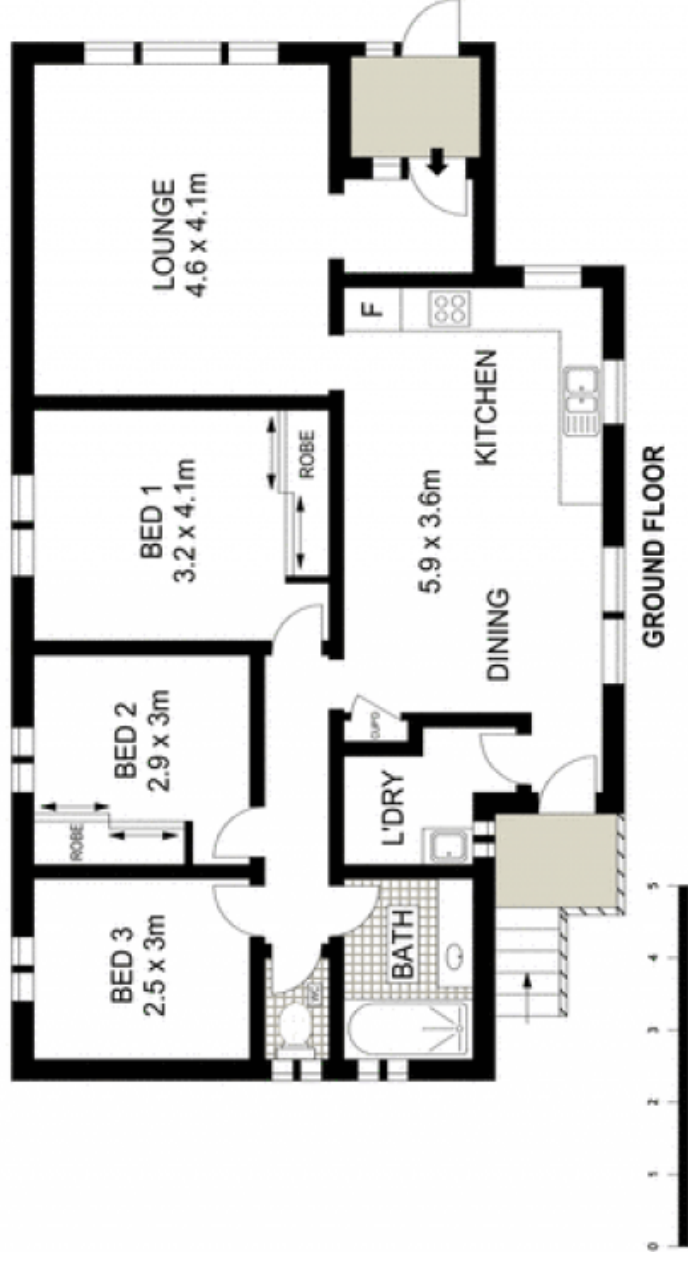 LOUNGE
4.6 x 4.1m
BED 1
3.2 x 4.1m
ROBE
BED 2
2.9 x 3m
ROBE
BED 3
2.5 x 3m
F
KITCHEN
5.9 x 3.6m
DINING
CUPD
L'DRY
BATH
WC
GROUND FLOOR
0 1 2 3 4 5